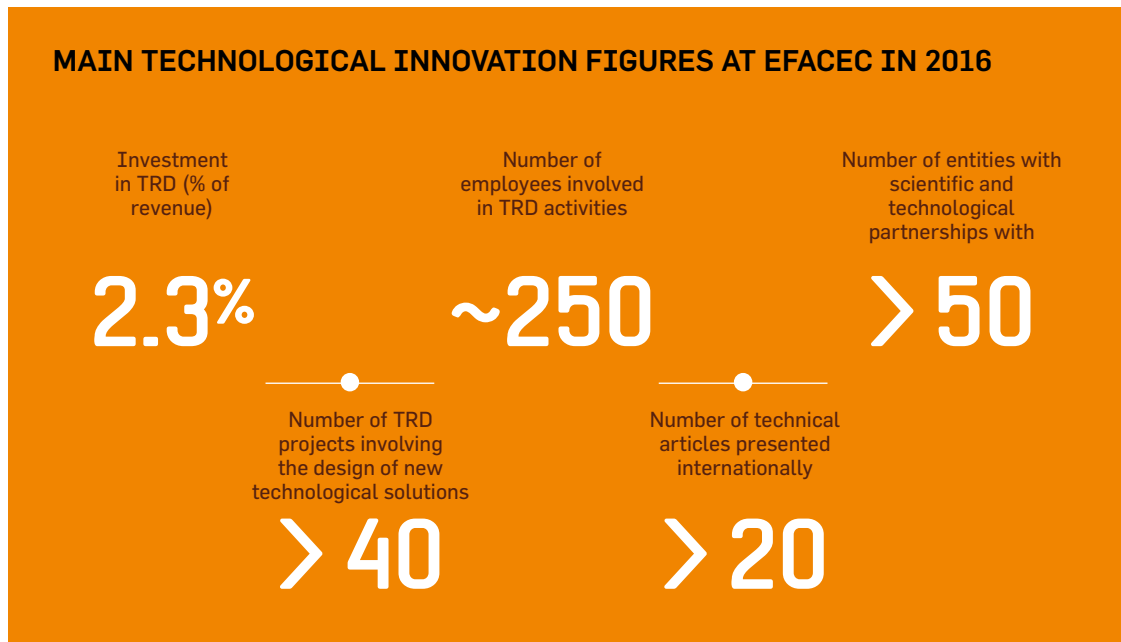 MAIN TECHNOLOGICAL INNOVATION FIGURES AT EFACEC IN 2016
Investment
in TRD (% of
revenue)
2.3%
Number of
employees involved
in TRD activities
~250
Number of entities with
scientific and
technological
partnerships with
> 50
Number of TRD
projects involving
the design of new
technological solutions
> 40
Number of technical
articles presented
internationally
> 20